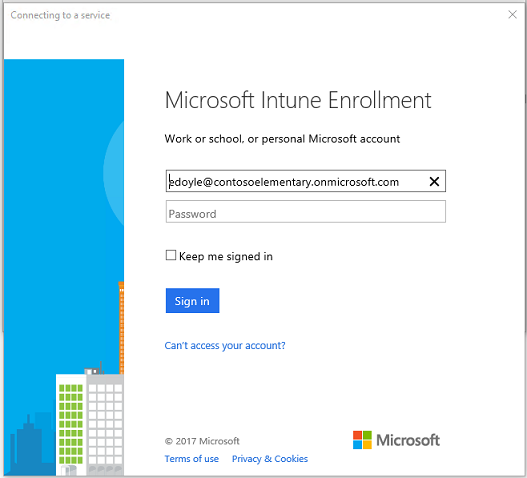 Connecting to a service
Microsoft Intune Enrollment
Work or school, or personal Microsoft account
edoyle@contosoelementary.onmicrosoft.com
Password
Keep me signed in
Sign in
Can't access your account?
© 2017 Microsoft
Microsoft
Terms of use Privacy & Cookies